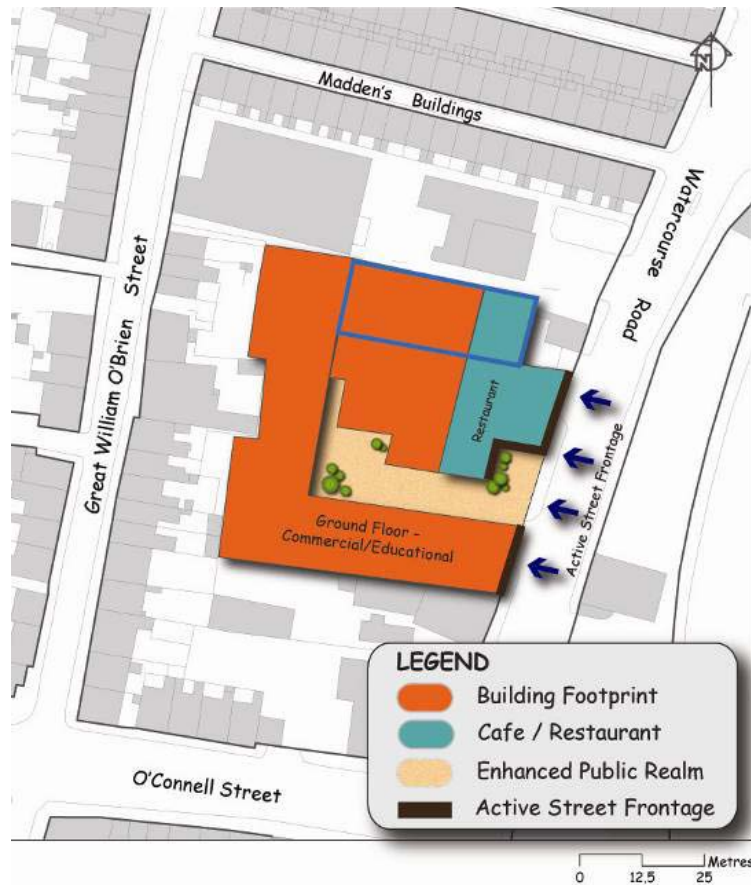 N
Madden's Buildings
Watercourse Road
Great William O'Brien Street
Restaurant
Active Street Frontage
Ground Floor -
Commercial/Educational
O'Connell Street
LEGEND
Building Footprint
Cafe / Restaurant
Enhanced Public Realm
Active Street Frontage
Metres
0 12,5 25